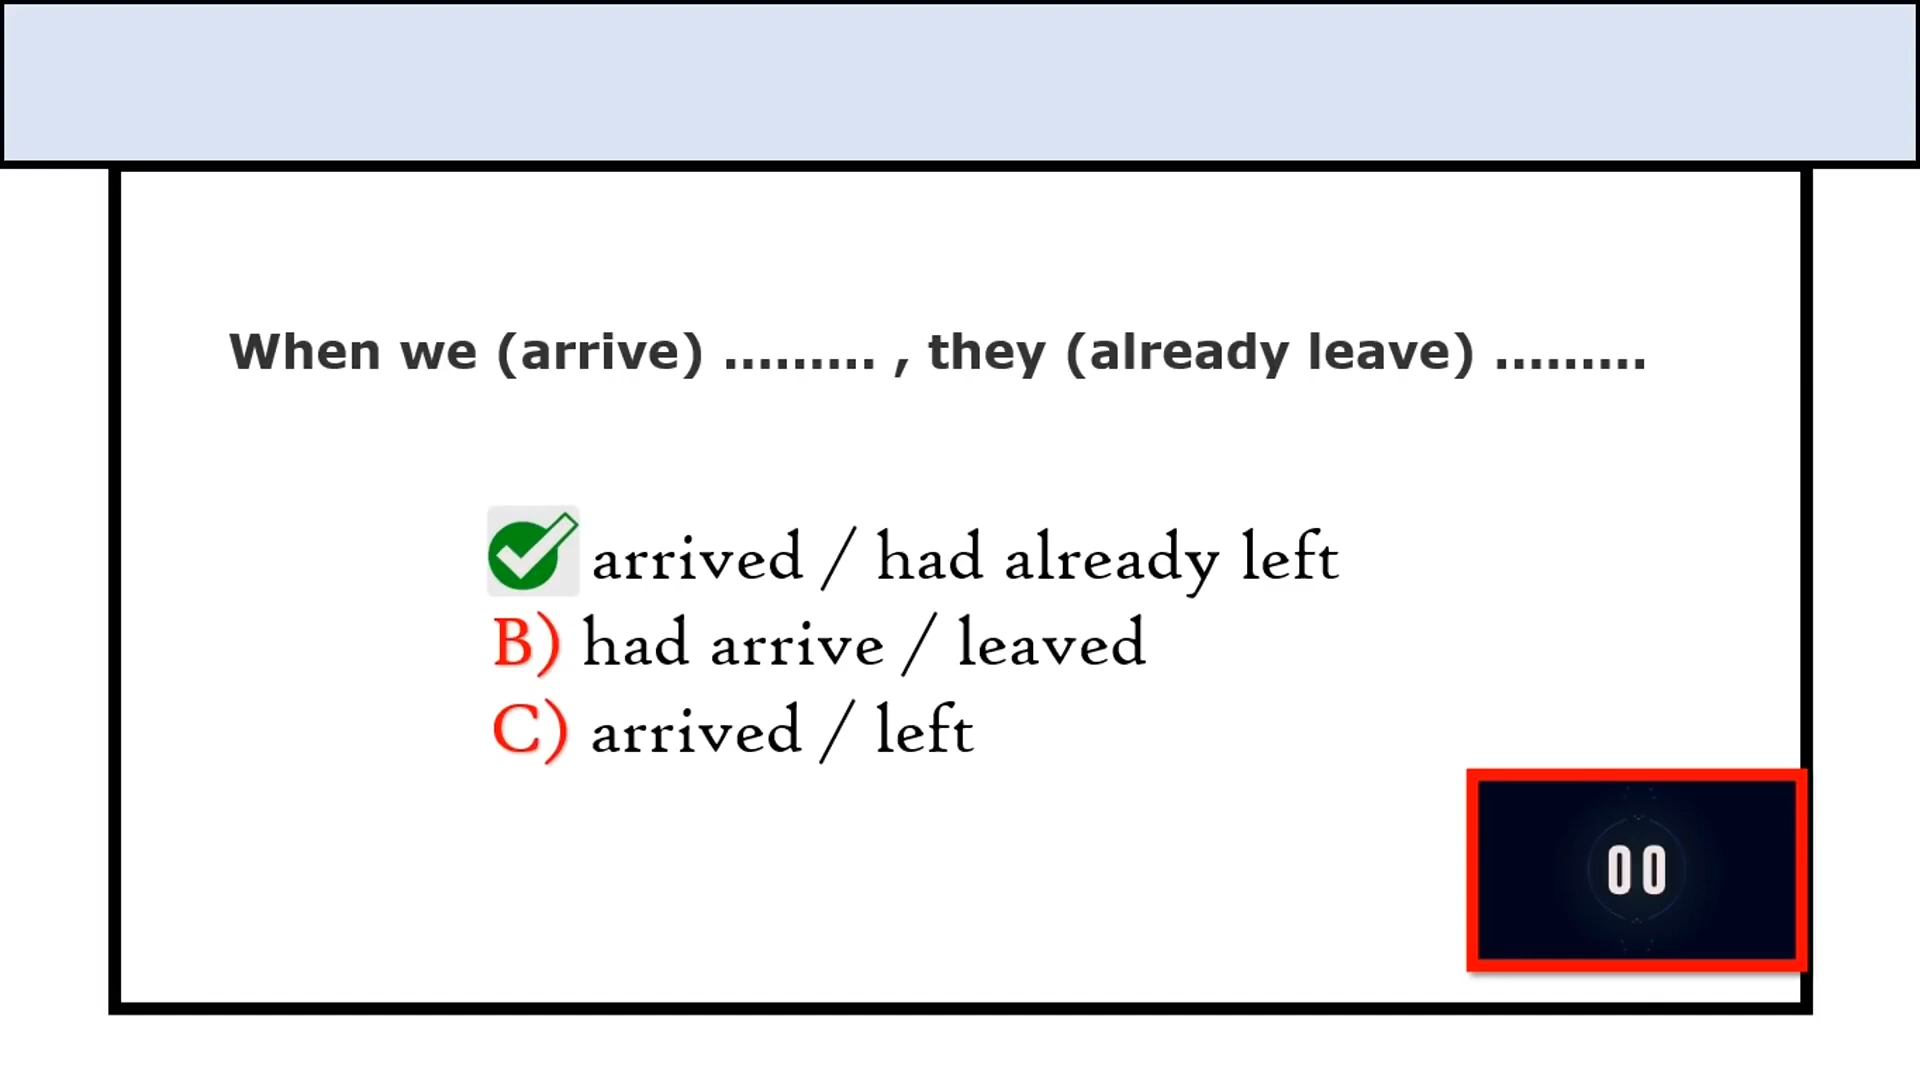 When we (arrive) ......... , they (already leave) .........
arrived / had already left
B) had arrive / leaved
C) arrived / left
00